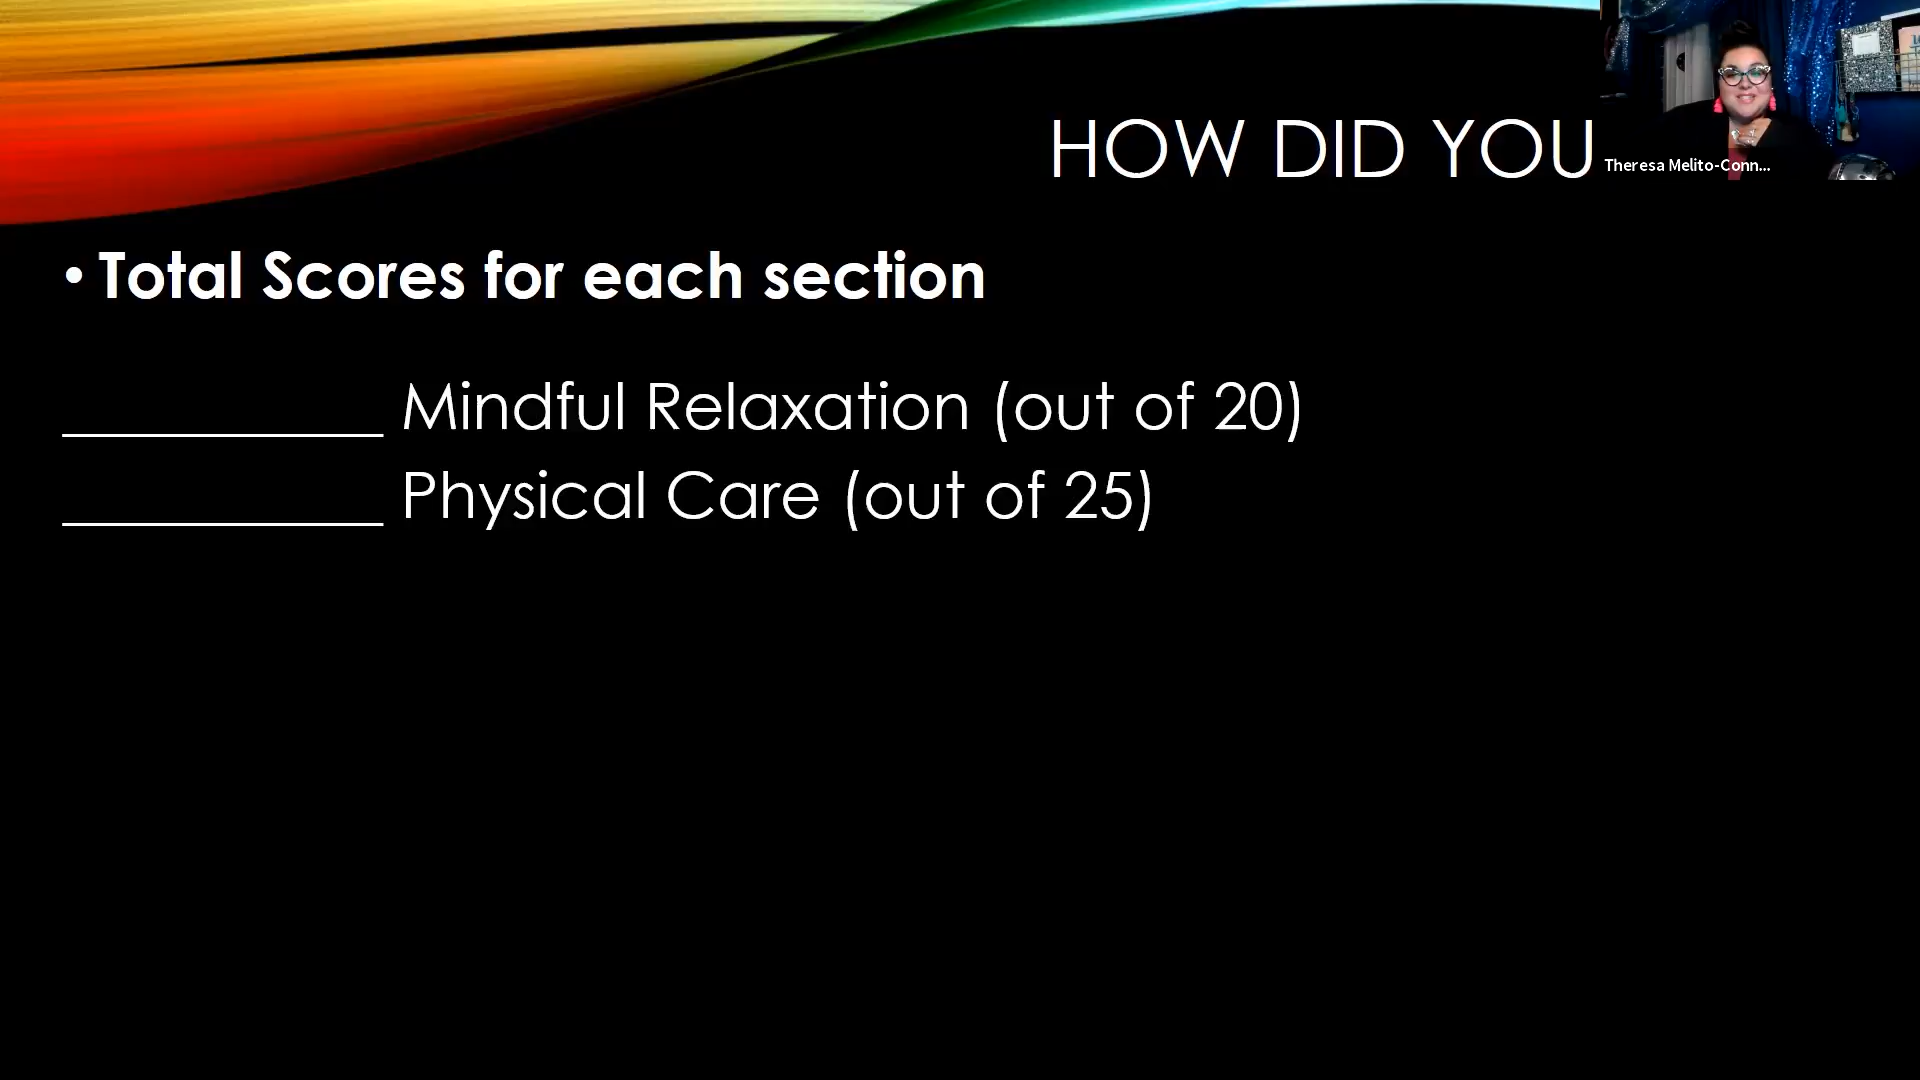 HOW DID YOU
Theresa Melito-Conn...
• Total Scores for each section
__________ Mindful Relaxation (out of 20)
__________ Physical Care (out of 25)